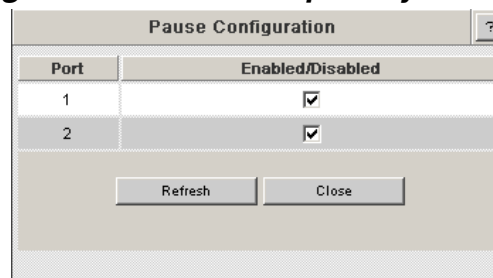 Pause Configuration ?
Port Enabled/Disabled
1
2
Refresh Close